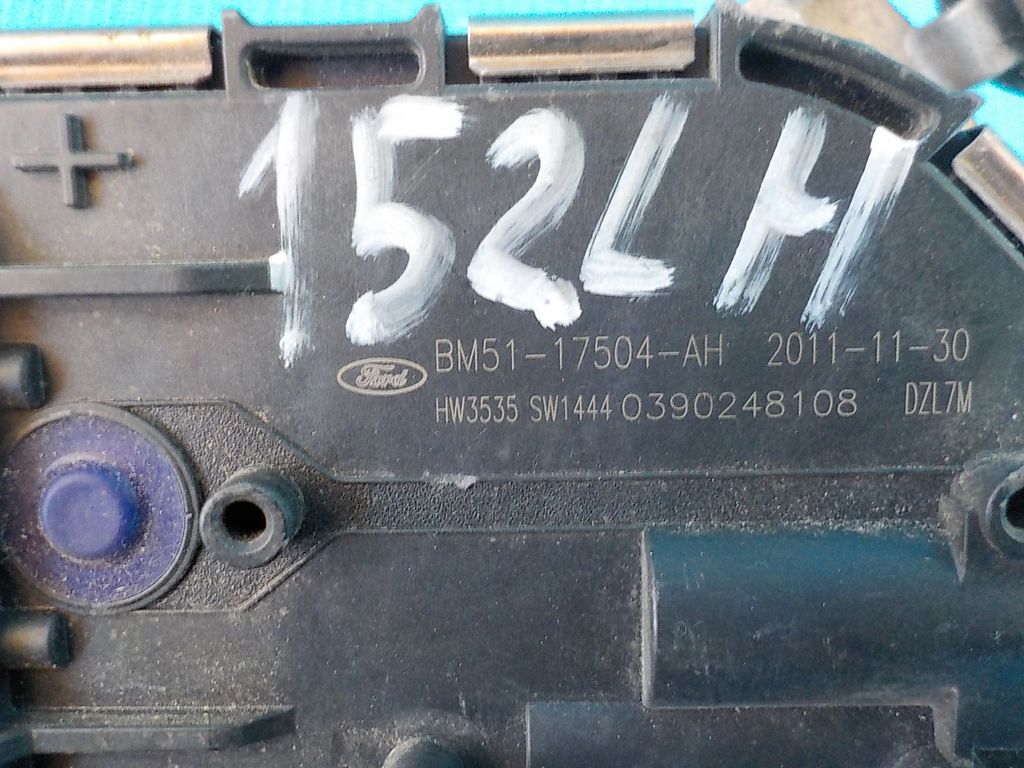 152LH
Ford BM51-17504-AH 2011-11-30
HW3535 SW1444 0390248108 DZL7M